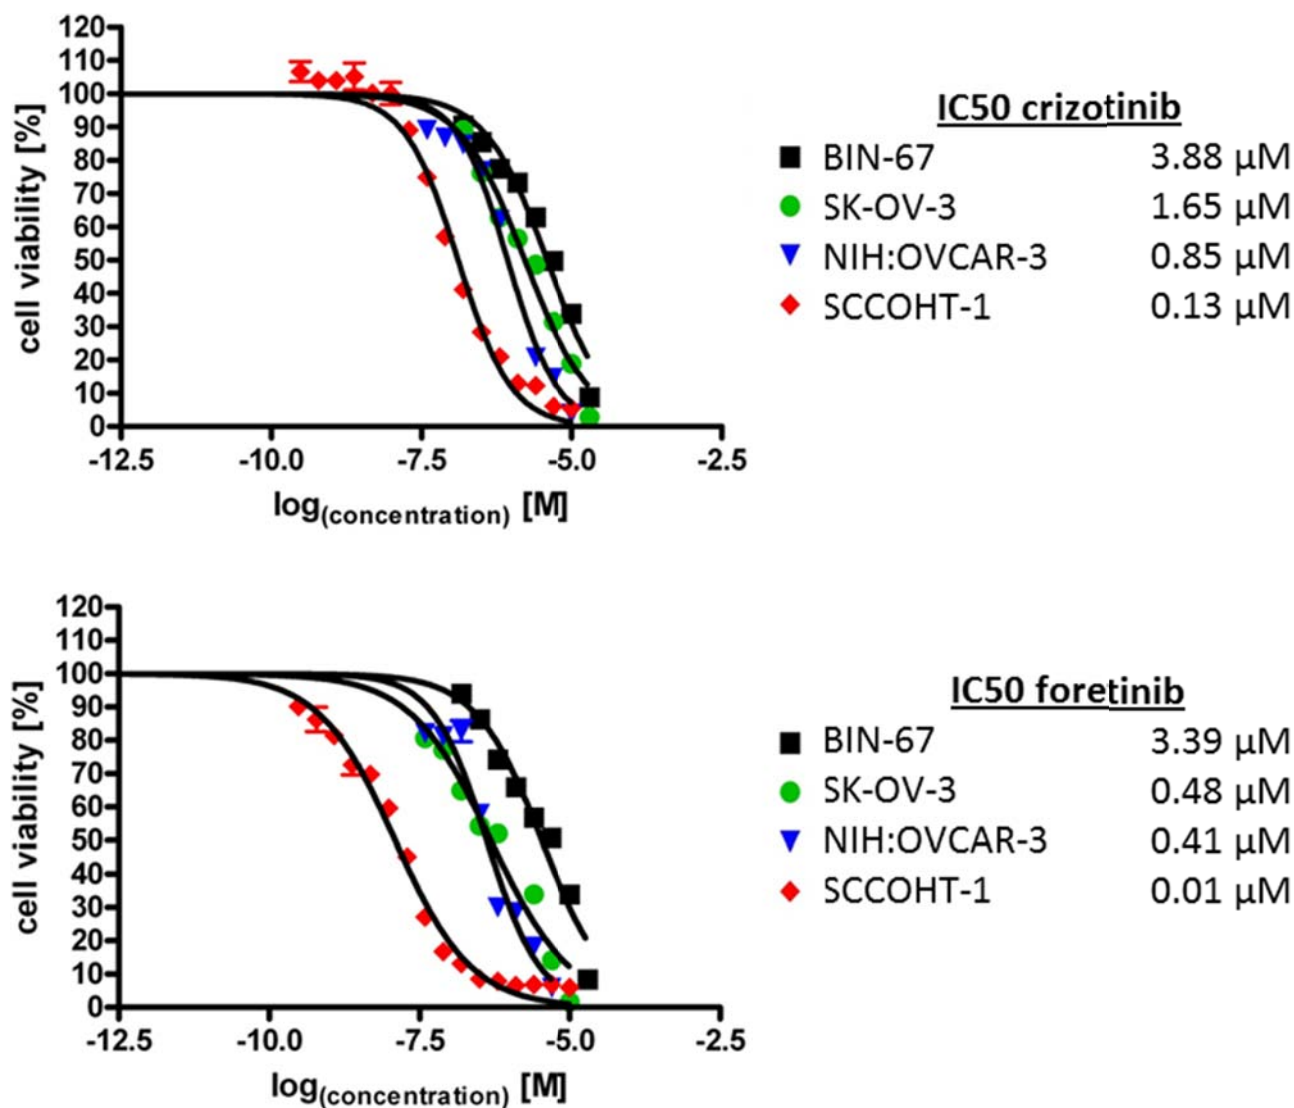 120
110
100
90
80
70
60
50
40
30
20
10
0
cell viability [%]
-12.5 -10.0 -7.5 -5.0 -2.5
log(concentration) [M]
IC50 crizotinib
BIN-67 3.88 µM
SK-OV-3 1.65 µM
NIH:OVCAR-3 0.85 µM
SCCOHT-1 0.13 µM
120
110
100
90
80
70
60
50
40
30
20
10
0
cell viability [%]
-12.5 -10.0 -7.5 -5.0 -2.5
log(concentration) [M]
IC50 foretinib
BIN-67 3.39 µM
SK-OV-3 0.48 µM
NIH:OVCAR-3 0.41 µM
SCCOHT-1 0.01 µM